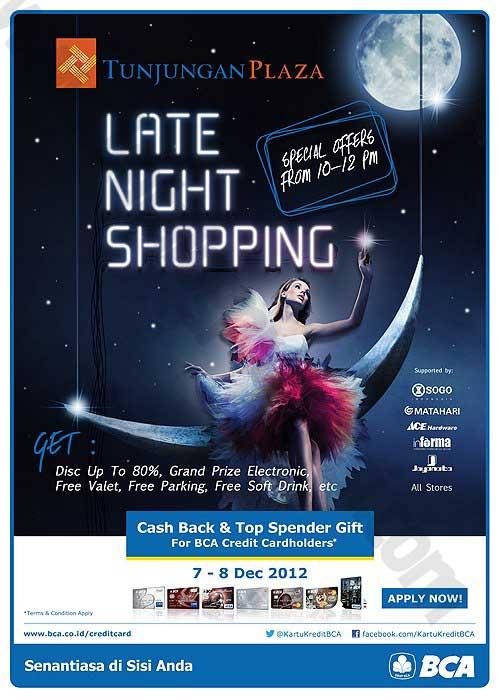 TUNJUNGAN PLAZA
LATE
NIGHT
SHOPPING
SPECIAL OFFERS
FROM 10-12 PM
Supported by:
SOGO
MATAHARI
ACE Hardware
informa
Jayanata
All Stores
GET :
Disc Up To 80%, Grand Prize Electronic,
Free Valet, Free Parking, Free Soft Drink, etc
Cash Back & Top Spender Gift
For BCA Credit Cardholders*
7 - 8 Dec 2012
APPLY NOW!
*Terms & Condition Apply
www.bca.co.id/creditcard @KartuKreditBCA facebook.com/KartuKreditBCA
Senantiasa di Sisi Anda BCA